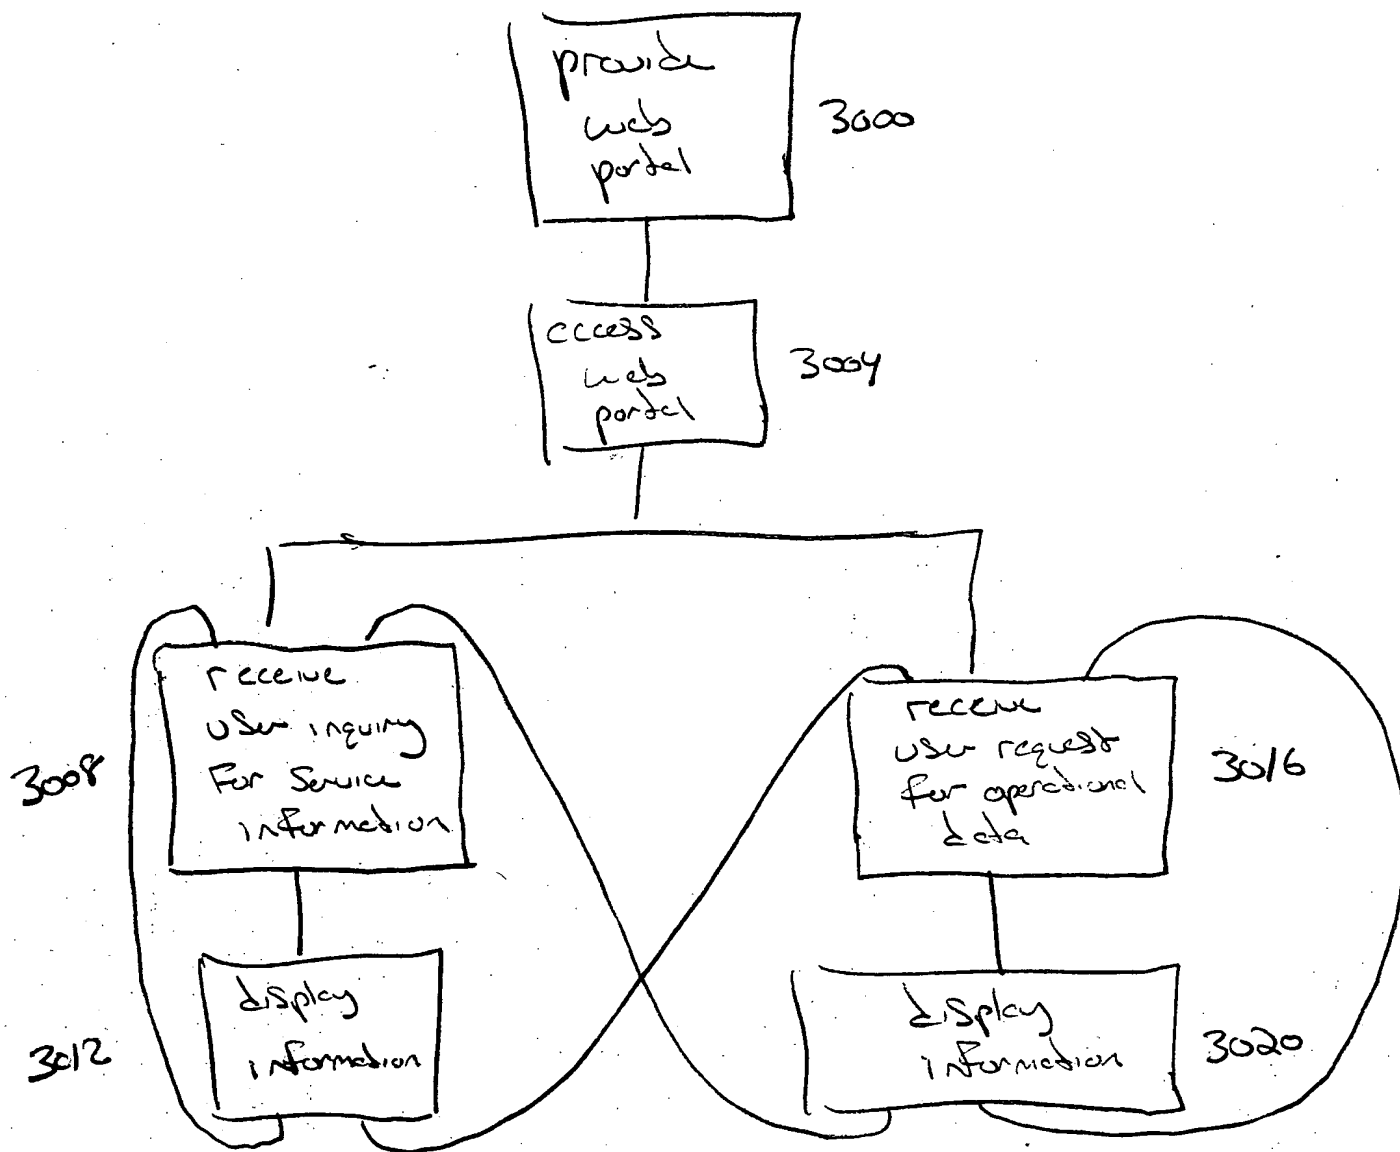 provide
web
portal
3000
access
web
portal
3004
receive
user inquiry
For Service
information
3008
receive
user request
for operational
data
3016
display
information
3012
display
information
3020